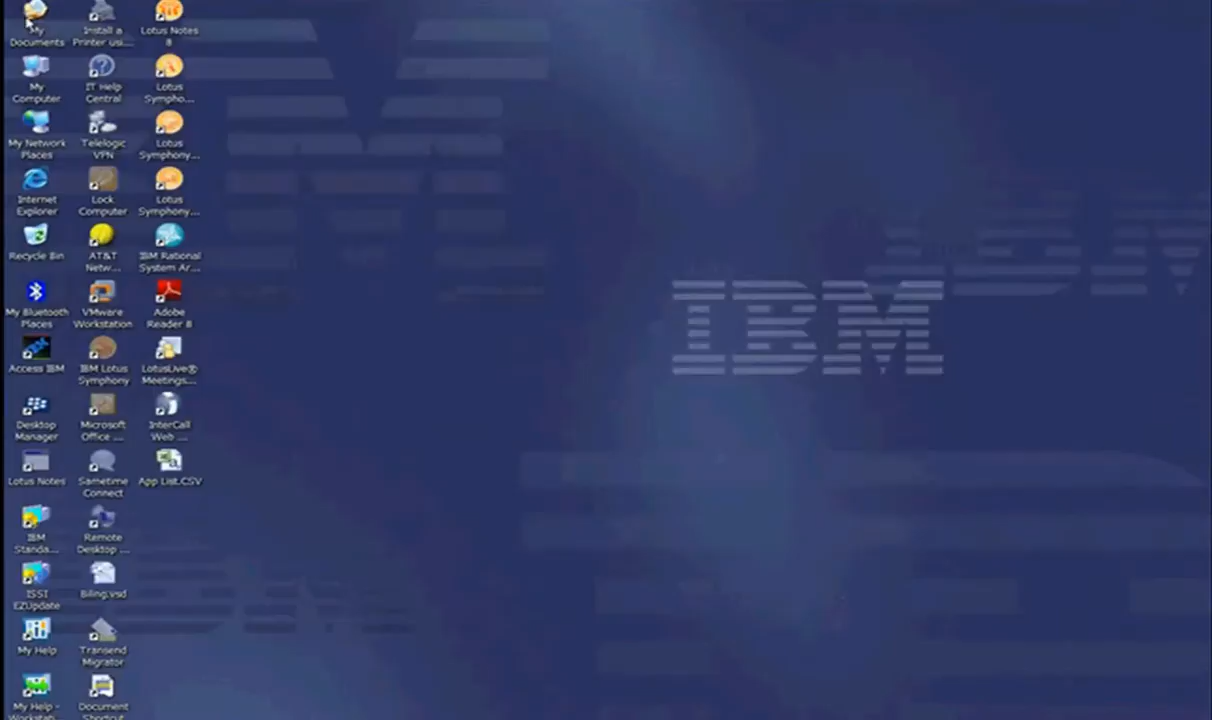 My
Documents
Install a
Printer usi...
Lotus Notes
8
My
Computer
IT Help
Central
Lotus
Sympho...
My Network
Places
Telelogic
VPN
Lotus
Symphony...
Internet
Explorer
Lock
Computer
Lotus
Symphony...
Recycle Bin
AT&T
Netw...
IBM Rational
System Ar...
My Bluetooth
Places
VMware
Workstation
Adobe
Reader 8
Access IBM
IBM Lotus
Symphony
LotusLive®
Meetings...
Desktop
Manager
Microsoft
Office ...
InterCall
Web ...
Lotus Notes
Sametime
Connect
App List.CSV
IBM
Standa...
Remote
Desktop ...
ISSI
EZUpdate
Biling.vsd
My Help
Transend
Migrator
My Help -
Workstati...
Document
Shortcut
IBM
IBM